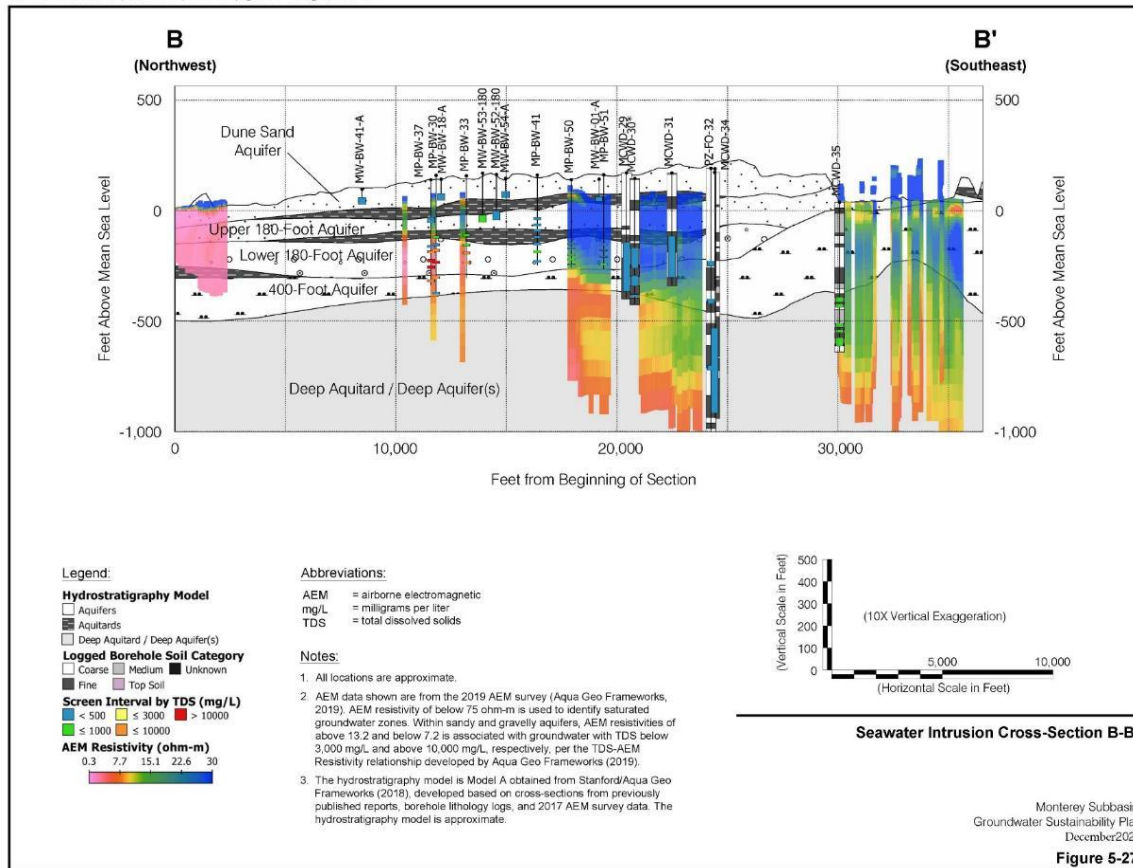 B
(Northwest)
B'
(Southeast)
500
0
-500
-1,000
Feet Above Mean Sea Level
Dune Sand
Aquifer
Upper 180-Foot Aquifer
Lower 180-Foot Aquifer
400-Foot Aquifer
Deep Aquitard / Deep Aquifer(s)
MW-BW-41-A
MP-BW-37
MP-BW-30
MW-BW-18-A
MP-BW-33
MW-BW-53-180
MW-BW-52-180
MW-BW-54-A
MP-BW-41
MP-BW-50
MW-BW-01-A
MP-BW-51
MCWD-29
MCWD-30*
MCWD-31
PZ-FO-32
MCWD-34
MCWD-35
500
0
-500
-1,000
Feet Above Mean Sea Level
0
10,000
20,000
30,000
Feet from Beginning of Section
Legend:
Hydrostratigraphy Model
Aquifers
Aquitards
Deep Aquitard / Deep Aquifer(s)
Logged Borehole Soil Category
Coarse Medium Unknown
Fine Top Soil
Screen Interval by TDS (mg/L)
< 500 ≤ 3000 > 10000
≤ 1000 ≤ 10000
AEM Resistivity (ohm-m)
0.3 7.7 15.1 22.6 30
Abbreviations:
AEM = airborne electromagnetic
mg/L = milligrams per liter
TDS = total dissolved solids
Notes:
1. All locations are approximate.
2. AEM data shown are from the 2019 AEM survey (Aqua Geo Frameworks,
2019). AEM resistivity of below 75 ohm-m is used to identify saturated
groundwater zones. Within sandy and gravelly aquifers, AEM resistivities of
above 13.2 and below 7.2 is associated with groundwater with TDS below
3,000 mg/L and above 10,000 mg/L, respectively, per the TDS-AEM
Resistivity relationship developed by Aqua Geo Frameworks (2019).
3. The hydrostratigraphy model is Model A obtained from Stanford/Aqua Geo
Frameworks (2018), developed based on cross-sections from previously
published reports, borehole lithology logs, and 2017 AEM survey data. The
hydrostratigraphy model is approximate.
500
400
300
200
100
0
(Vertical Scale in Feet)
(10X Vertical Exaggeration)
5,000
10,000
(Horizontal Scale in Feet)
Seawater Intrusion Cross-Section B-B
Monterey Subbasin
Groundwater Sustainability Pla
December202
Figure 5-27